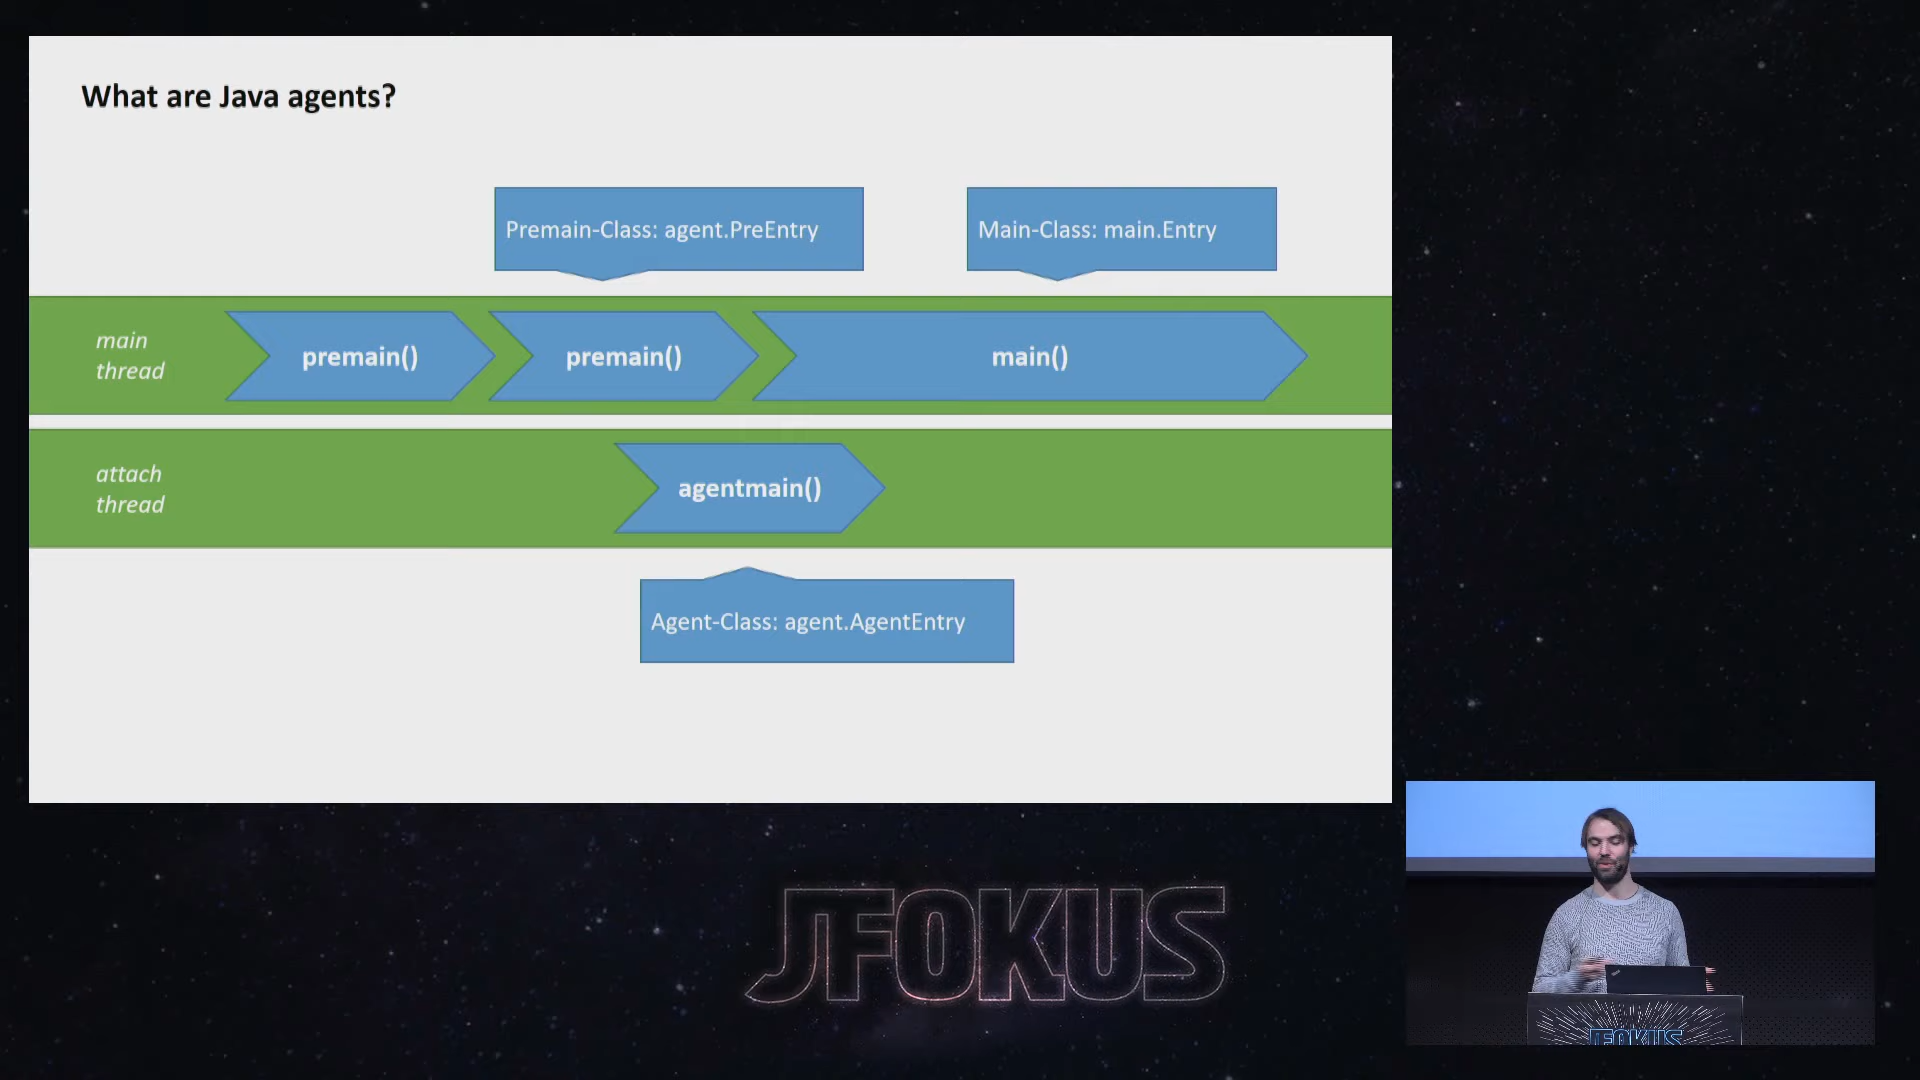 What are Java agents?
Premain-Class: agent.PreEntry
Main-Class: main.Entry
main
thread
premain()
premain()
main()
attach
thread
agentmain()
Agent-Class: agent.AgentEntry
JFOKUS
JFOKUS